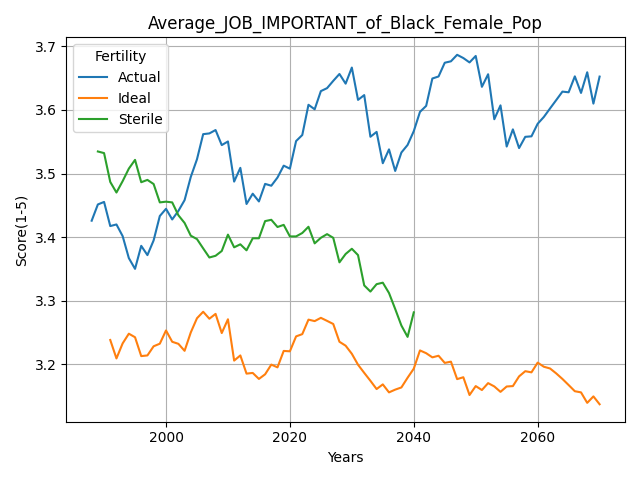 Average_JOB_IMPORTANT_of_Black_Female_Pop
Fertility
Actual
Ideal
Sterile
3.7
3.6
3.5
3.4
3.3
3.2
Score(1-5)
2000
2020
2040
2060
Years